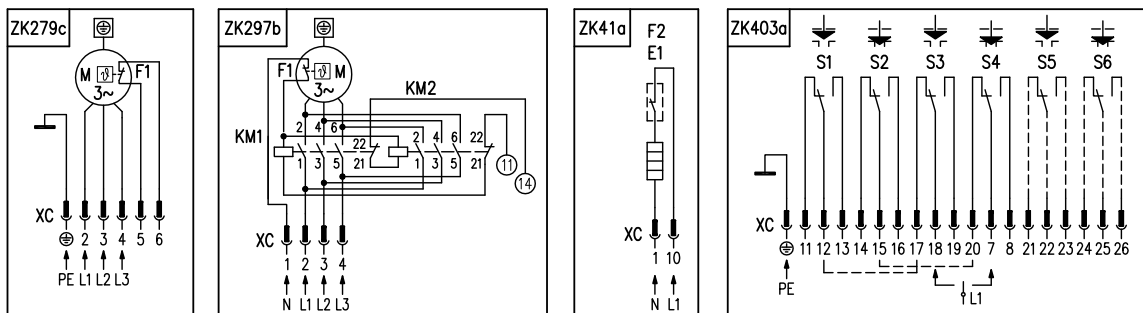 ZK279c
M ϑ F1
3~
XC
2 3 4 5 6
PE L1 L2 L3
ZK297b
F1 ϑ M
3~
KM2
KM1
2 4 6 22 2 4 6 22
1 3 5 21 1 3 5 21
11
14
XC
1 2 3 4
N L1 L2 L3
ZK41a
F2
E1
XC
1 10
N L1
ZK403a
S1 S2 S3 S4 S5 S6
XC
11 12 13 14 15 16 17 18 19 20 7 8 21 22 23 24 25 26
PE
L1